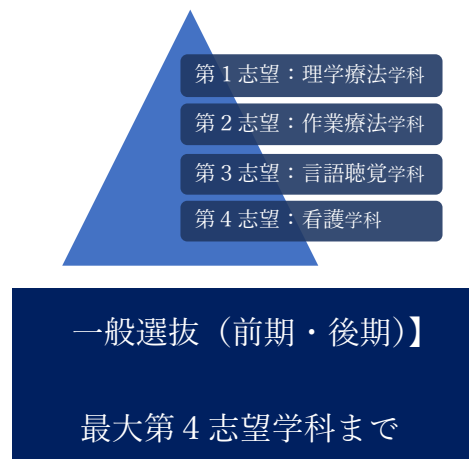 第１志望：理学療法学科
第２志望：作業療法学科
第３志望：言語聴覚学科
第４志望：看護学科
一般選抜（前期・後期）】
最大第４志望学科まで